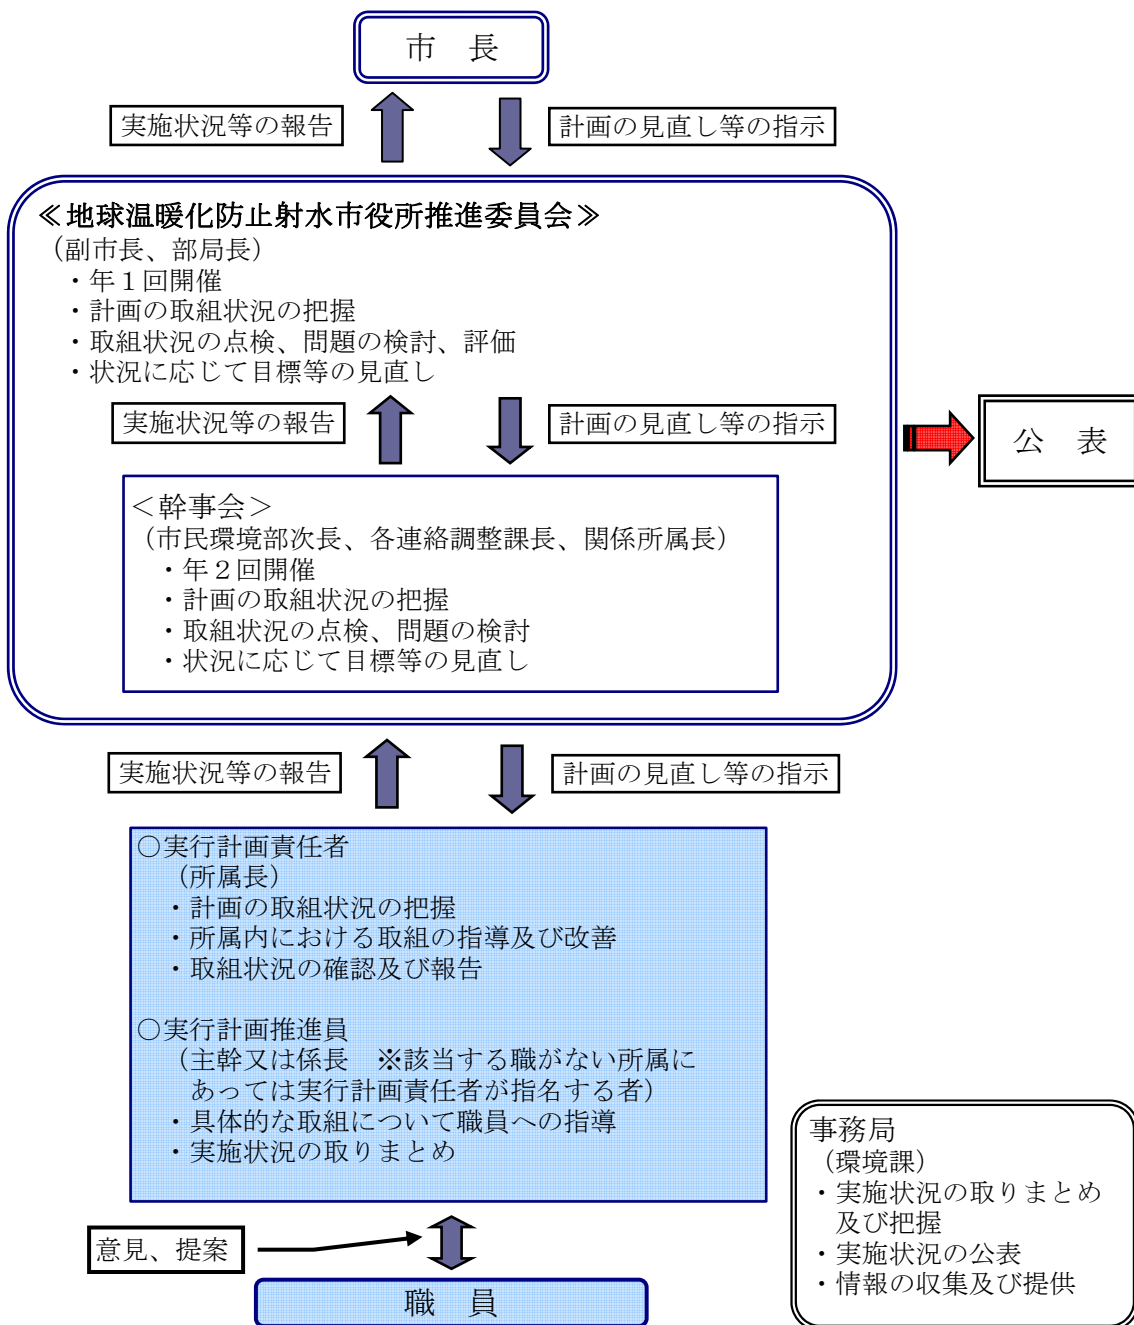 市　長
実施状況等の報告
計画の見直し等の指示
≪地球温暖化防止射水市役所推進委員会≫
（副市長、部局長）
・年１回開催
・計画の取組状況の把握
・取組状況の点検、問題の検討、評価
・状況に応じて目標等の見直し
実施状況等の報告
計画の見直し等の指示
公　表
＜幹事会＞
（市民環境部次長、各連絡調整課長、関係所属長）
・年２回開催
・計画の取組状況の把握
・取組状況の点検、問題の検討
・状況に応じて目標等の見直し
実施状況等の報告
計画の見直し等の指示
○実行計画責任者
（所属長）
・計画の取組状況の把握
・所属内における取組の指導及び改善
・取組状況の確認及び報告
○実行計画推進員
（主幹又は係長　※該当する職がない所属に
あっては実行計画責任者が指名する者）
・具体的な取組について職員への指導
・実施状況の取りまとめ
意見、提案
職　員
事務局
（環境課）
・実施状況の取りまとめ
及び把握
・実施状況の公表
・情報の収集及び提供